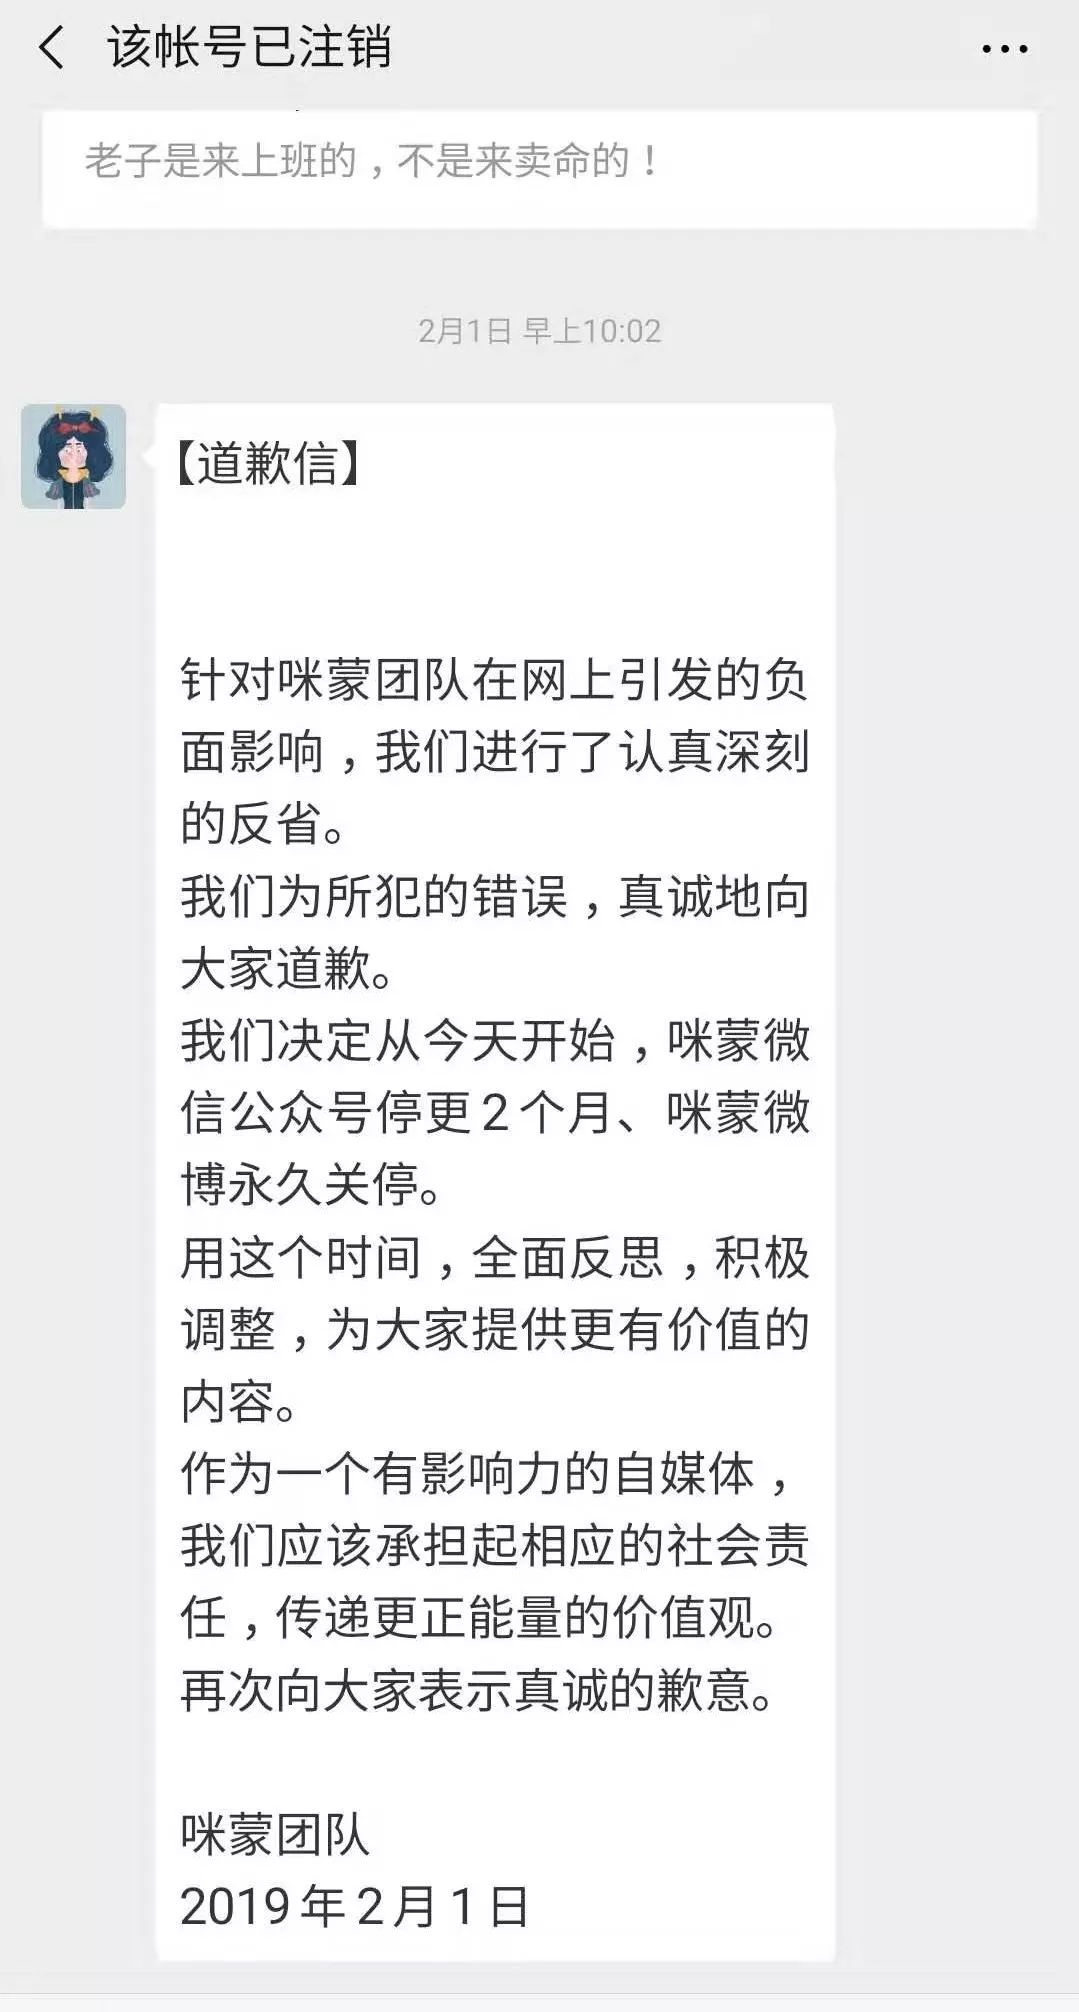 该帐号已注销
老子是来上班的，不是来卖命的！
2月1日 早上10:02
【道歉信】
针对咪蒙团队在网上引发的负
面影响，我们进行了认真深刻
的反省。
我们为所犯的错误，真诚地向
大家道歉。
我们决定从今天开始，咪蒙微
信公众号停更2个月、咪蒙微
博永久关停。
用这个时间，全面反思，积极
调整，为大家提供更有价值的
内容。
作为一个有影响力的自媒体，
我们应该承担起相应的社会责
任，传递更正能量的价值观。
再次向大家表示真诚的歉意。
咪蒙团队
2019年2月1日